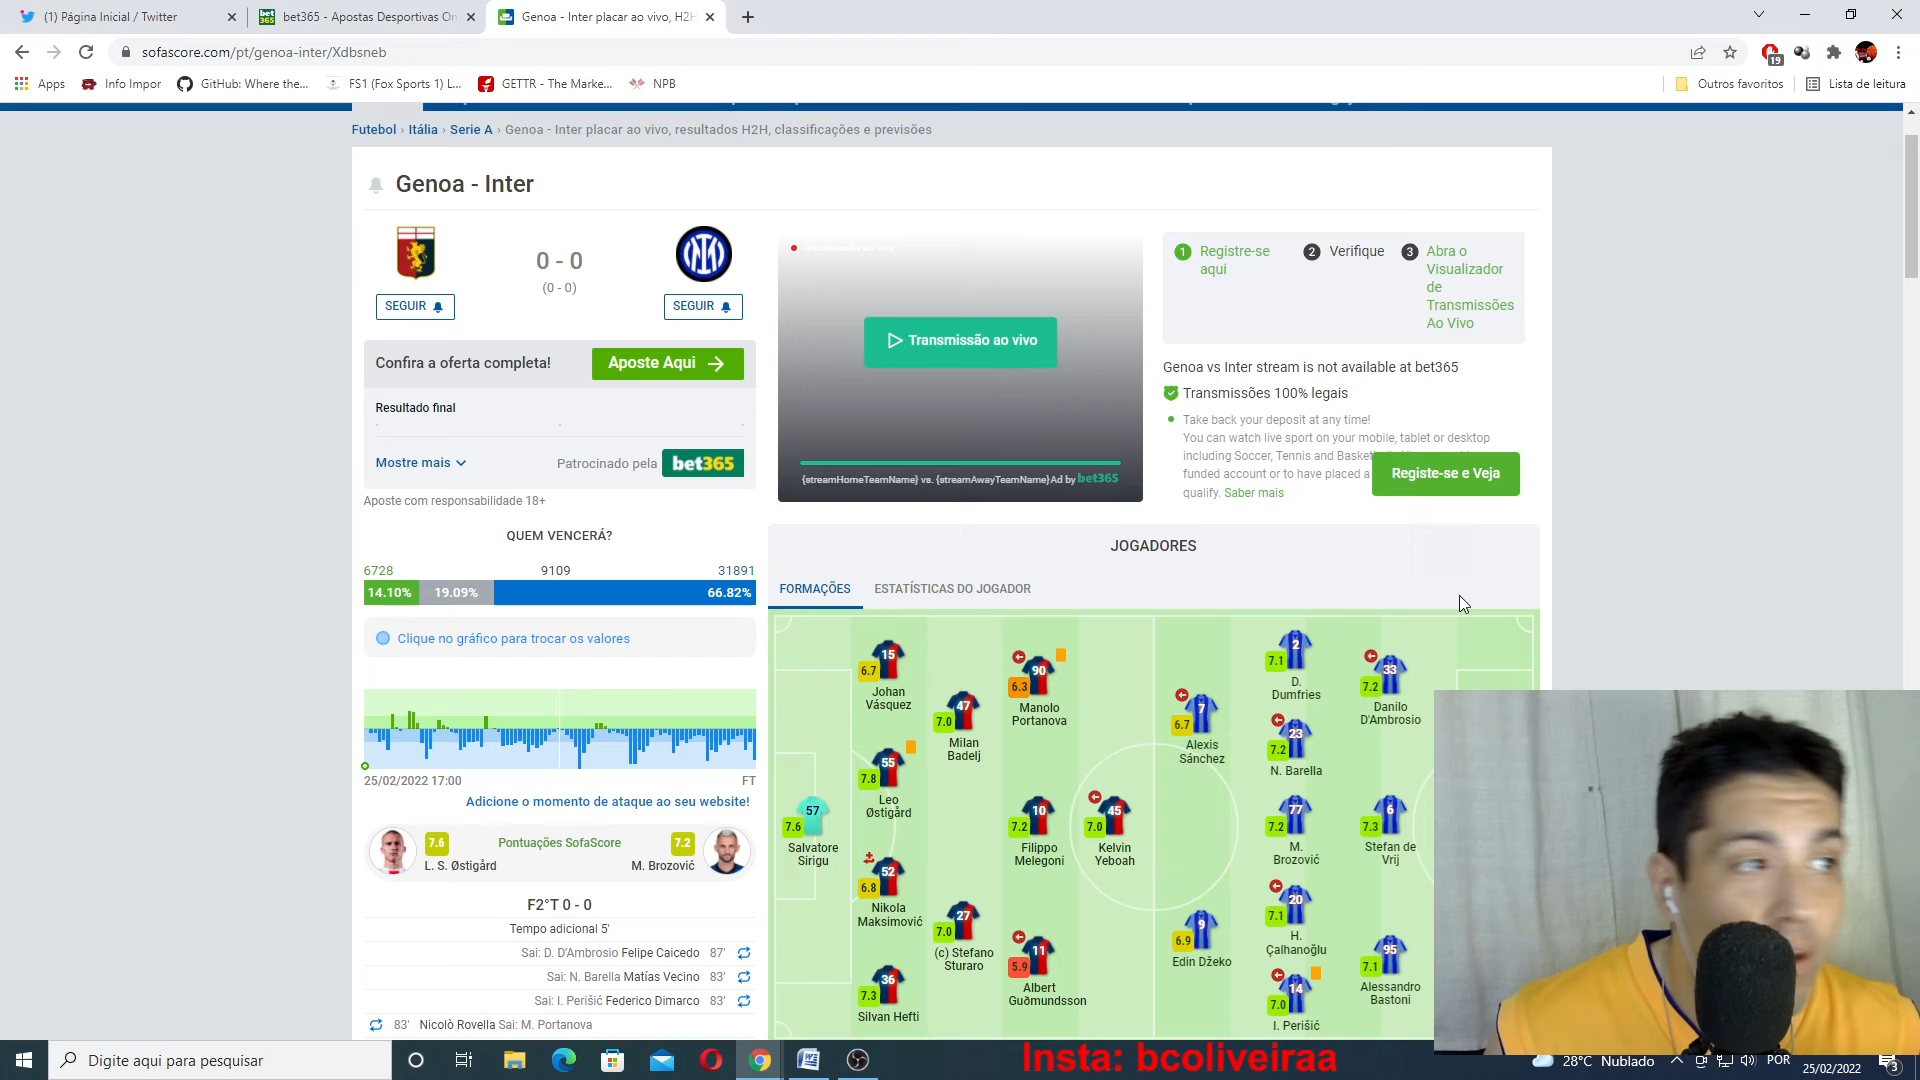 (1) Página Inicial / Twitter
bet365 - Apostas Desportivas On
Genoa - Inter placar ao vivo, H2H
sofascore.com/pt/genoa-inter/Xdbsneb
19
Apps
Info Impor
GitHub: Where the...
FS1 (Fox Sports 1) L...
GETTR - The Marke...
NPB
Outros favoritos
Lista de leitura
Futebol › Itália › Serie A › Genoa - Inter placar ao vivo, resultados H2H, classificações e previsões
Genoa - Inter
0 - 0
(0 - 0)
SEGUIR
SEGUIR
Confira a oferta completa!
Aposte Aqui
Resultado final
Mostre mais
Patrocinado pela bet365
Aposte com responsabilidade 18+
Transmissão ao vivo
Transmissão ao vivo
{streamHomeTeamName} vs. {streamAwayTeamName}Ad by bet365
1 Registre-se aqui
2 Verifique
3 Abra o Visualizador de Transmissões Ao Vivo
Genoa vs Inter stream is not available at bet365
Transmissões 100% legais
Take back your deposit at any time!
You can watch live sport on your mobile, tablet or desktop
including Soccer, Tennis and Basket
funded account or to have placed a
qualify. Saber mais
Registe-se e Veja
QUEM VENCERÁ?
6728 9109 31891
14.10% 19.09% 66.82%
Clique no gráfico para trocar os valores
25/02/2022 17:00 FT
Adicione o momento de ataque ao seu website!
7.6 Pontuações SofaScore 7.2
L. S. Østigård M. Brozović
F2°T 0 - 0
Tempo adicional 5'
Sai: D. D'Ambrosio Felipe Caicedo 87'
Sai: N. Barella Matías Vecino 83'
Sai: I. Perišić Federico Dimarco 83'
83' Nicolò Rovella Sai: M. Portanova
JOGADORES
FORMAÇÕES
ESTATÍSTICAS DO JOGADOR
57
7.6
Salvatore
Sirigu
15
6.7
Johan
Vásquez
55
7.8
Leo
Østigård
52
6.8
Nikola
Maksimović
36
7.3
Silvan Hefti
47
7.0
Milan
Badelj
27
7.0
(c) Stefano
Sturaro
90
6.3
Manolo
Portanova
10
7.2
Filippo
Melegoni
11
5.9
Albert
Guðmundsson
45
7.0
Kelvin
Yeboah
7
6.7
Alexis
Sánchez
9
6.9
Edin Džeko
2
7.1
D.
Dumfries
23
7.2
N. Barella
77
7.2
M.
Brozović
20
7.1
H.
Çalhanoğlu
14
7.0
I. Perišić
33
7.2
Danilo
D'Ambrosio
6
7.3
Stefan de
Vrij
95
7.1
Alessandro
Bastoni
Digite aqui para pesquisar
Insta: bcoliveiraa
28°C Nublado
POR
25/02/2022
3